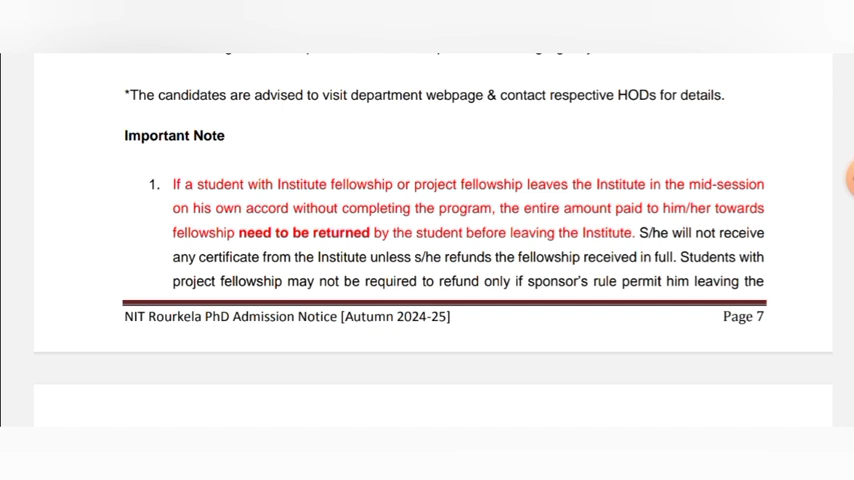 *The candidates are advised to visit department webpage & contact respective HODs for details.
Important Note
1. If a student with Institute fellowship or project fellowship leaves the Institute in the mid-session
on his own accord without completing the program, the entire amount paid to him/her towards
fellowship need to be returned by the student before leaving the Institute. S/he will not receive
any certificate from the Institute unless s/he refunds the fellowship received in full. Students with
project fellowship may not be required to refund only if sponsor's rule permit him leaving the
NIT Rourkela PhD Admission Notice [Autumn 2024-25] Page 7